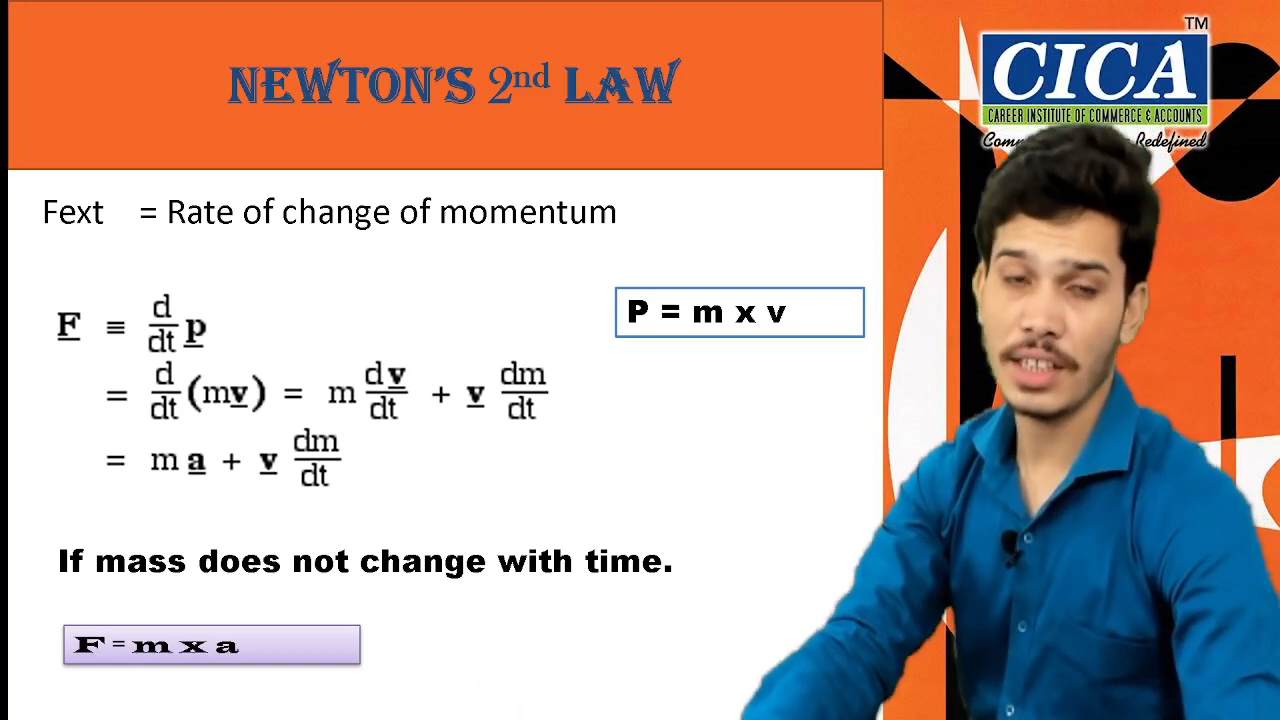 NEWTON'S 2nd LAW
TM
CICA
CAREER INSTITUTE OF COMMERCE & ACCOUNTS
Redefined
Fext = Rate of change of momentum
F ≡ d/dt p
P = m x v
= d/dt (mv) = m dv/dt + v dm/dt
= m a + v dm/dt
If mass does not change with time.
F = m x a